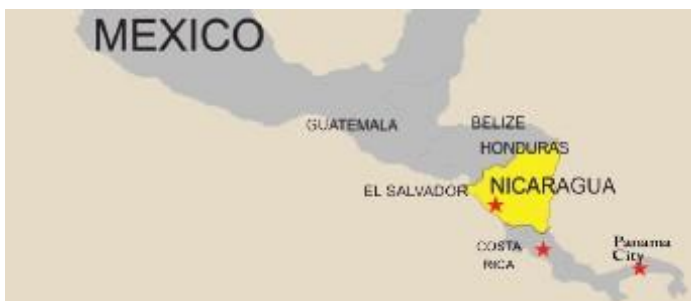 MEXICO
GUATEMALA
BELIZE
HONDURAS
EL SALVADOR
NICARAGUA
COSTA
RICA
Panama
City